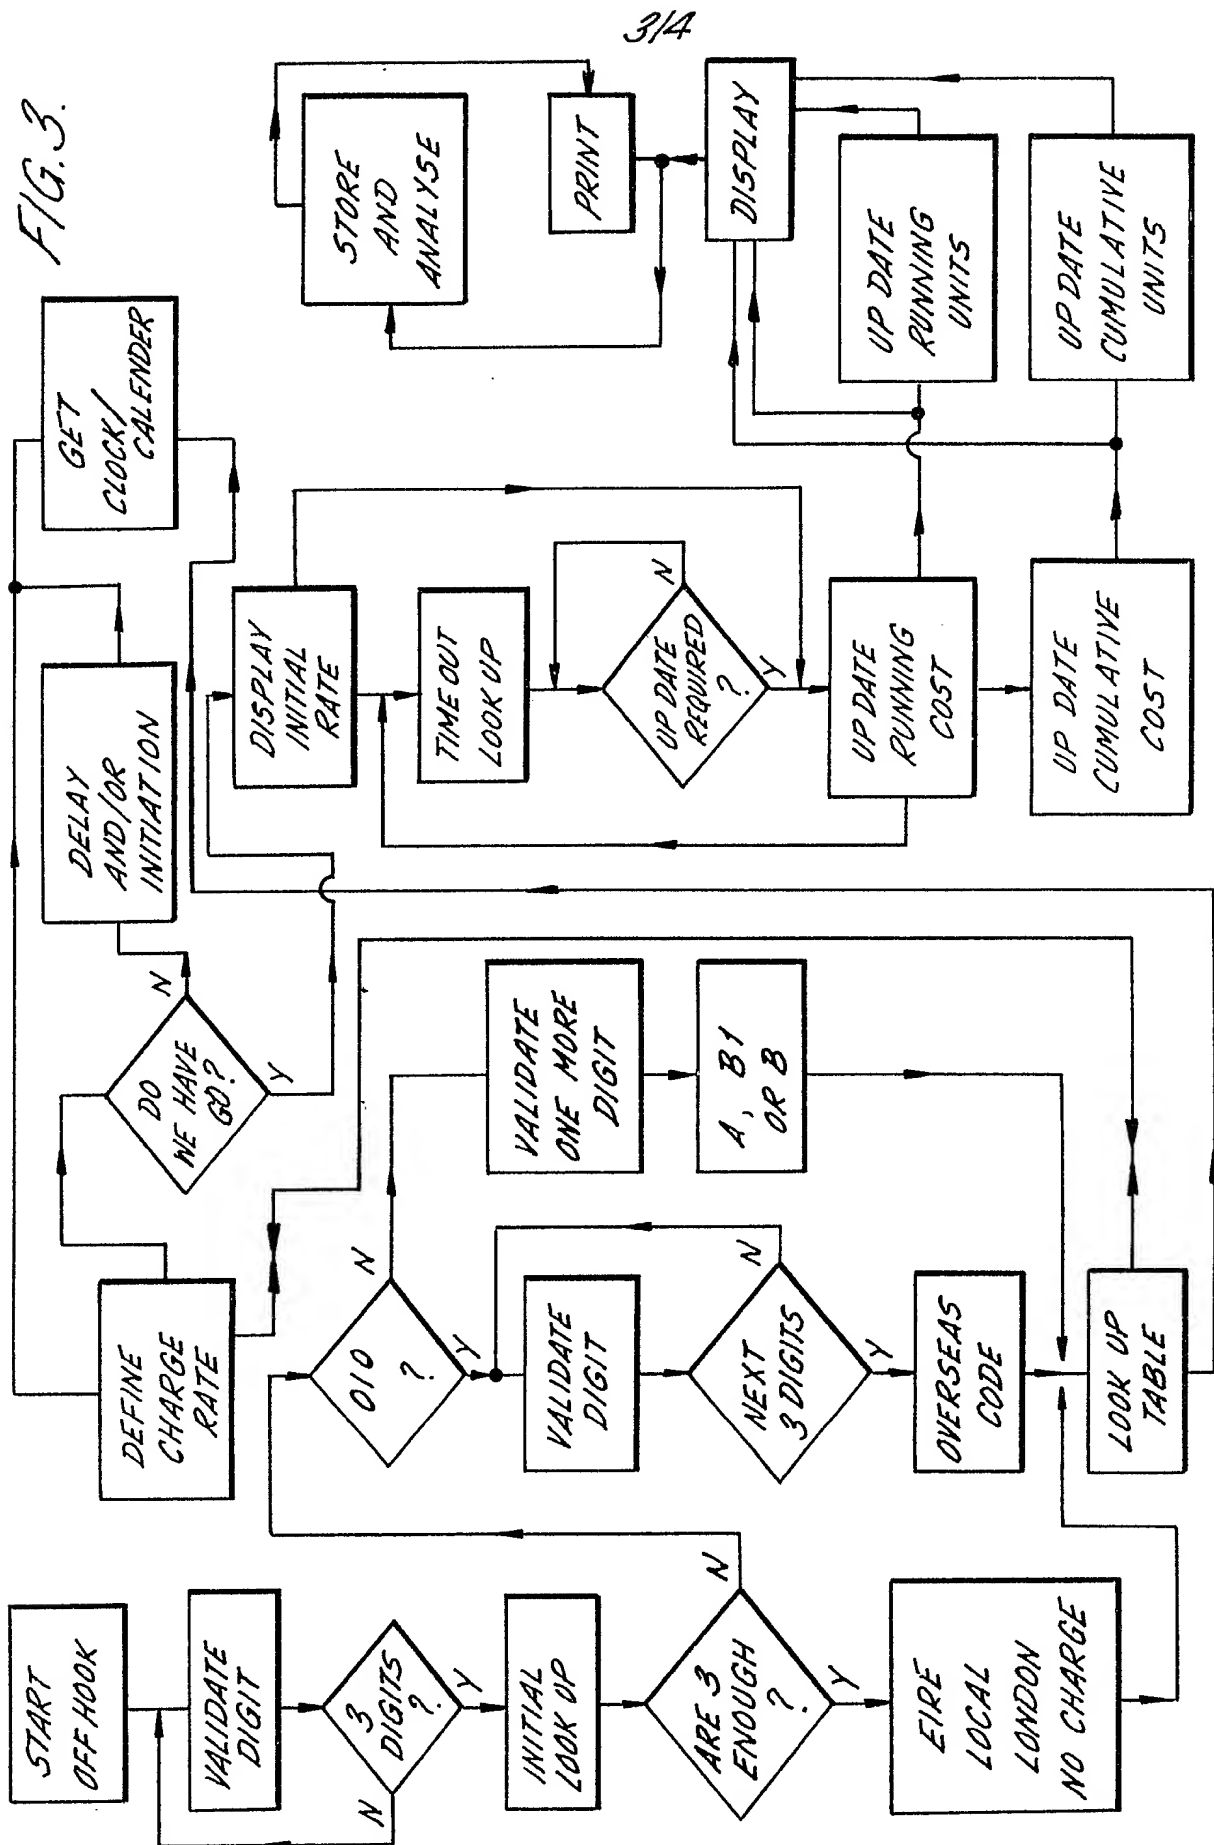 3/4
FIG. 3.
START
OFF HOOK
VALIDATE
DIGIT
3
DIGITS
?
N
Y
INITIAL
LOOK UP
ARE 3
ENOUGH
?
N
Y
EIRE
LOCAL
LONDON
NO CHARGE
DEFINE
CHARGE
RATE
010
?
N
Y
VALIDATE
DIGIT
NEXT
3 DIGITS
N
Y
OVERSEAS
CODE
LOOK UP
TABLE
VALIDATE
ONE MORE
DIGIT
A, B1
OR B
DO
WE HAVE
GO?
N
Y
DELAY
AND/OR
INITIATION
GET
CLOCK/
CALENDER
DISPLAY
INITIAL
RATE
TIME OUT
LOOK UP
UP DATE
REQUIRED
?
N
Y
UP DATE
RUNNING
COST
UP DATE
CUMULATIVE
COST
STORE
AND
ANALYSE
PRINT
DISPLAY
UP DATE
RUNNING
UNITS
UP DATE
CUMULATIVE
UNITS